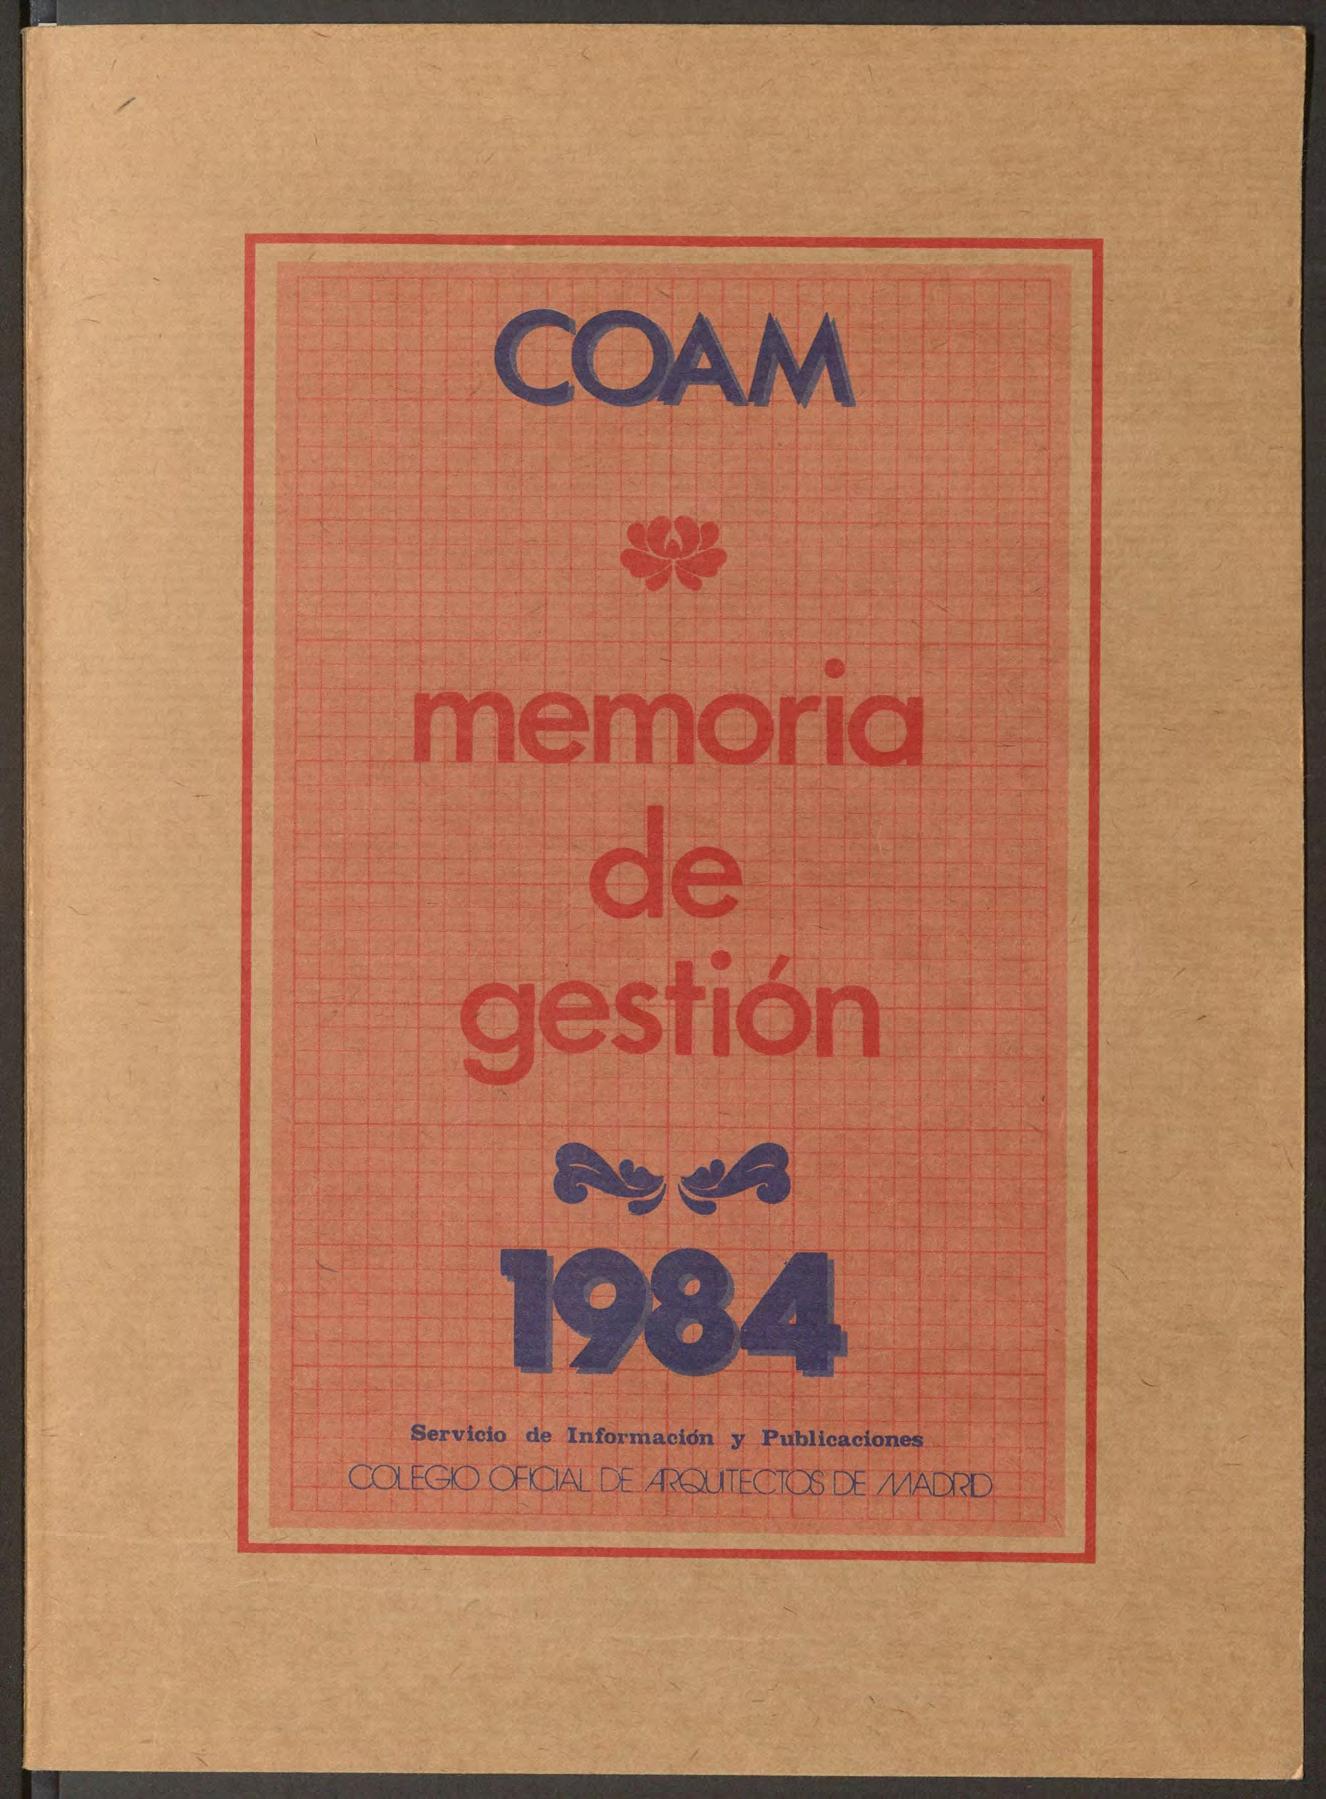 COAM
memoria
de
gestión
1984
Servicio de Información y Publicaciones
COLEGIO OFICIAL DE ARQUITECTOS DE MADRID